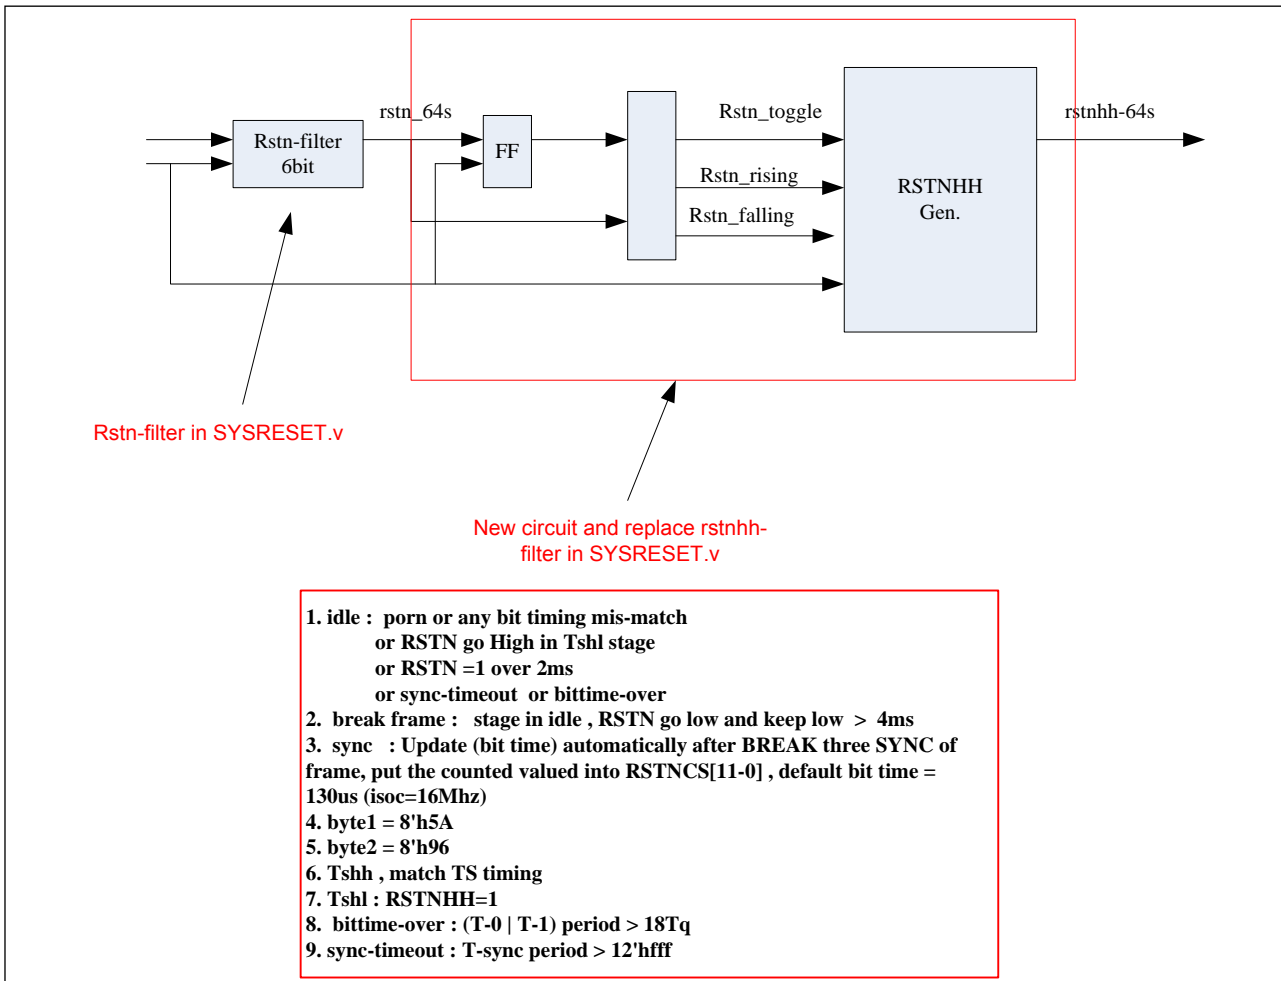 rstn_64s
Rstn_toggle
rstnhh-64s
Rstn-filter
6bit
FF
Rstn_rising
RSTNHH
Gen.
Rstn_falling
Rstn-filter in SYSRESET.v
New circuit and replace rstnhh-
filter in SYSRESET.v
1. idle : porn or any bit timing mis-match
or RSTN go High in Tshl stage
or RSTN =1 over 2ms
or sync-timeout or bittime-over
2. break frame : stage in idle , RSTN go low and keep low > 4ms
3. sync : Update (bit time) automatically after BREAK three SYNC of
frame, put the counted valued into RSTNCS[11-0] , default bit time =
130us (isoc=16Mhz)
4. byte1 = 8'h5A
5. byte2 = 8'h96
6. Tshh , match TS timing
7. Tshl : RSTNHH=1
8. bittime-over : (T-0 | T-1) period > 18Tq
9. sync-timeout : T-sync period > 12'hfff